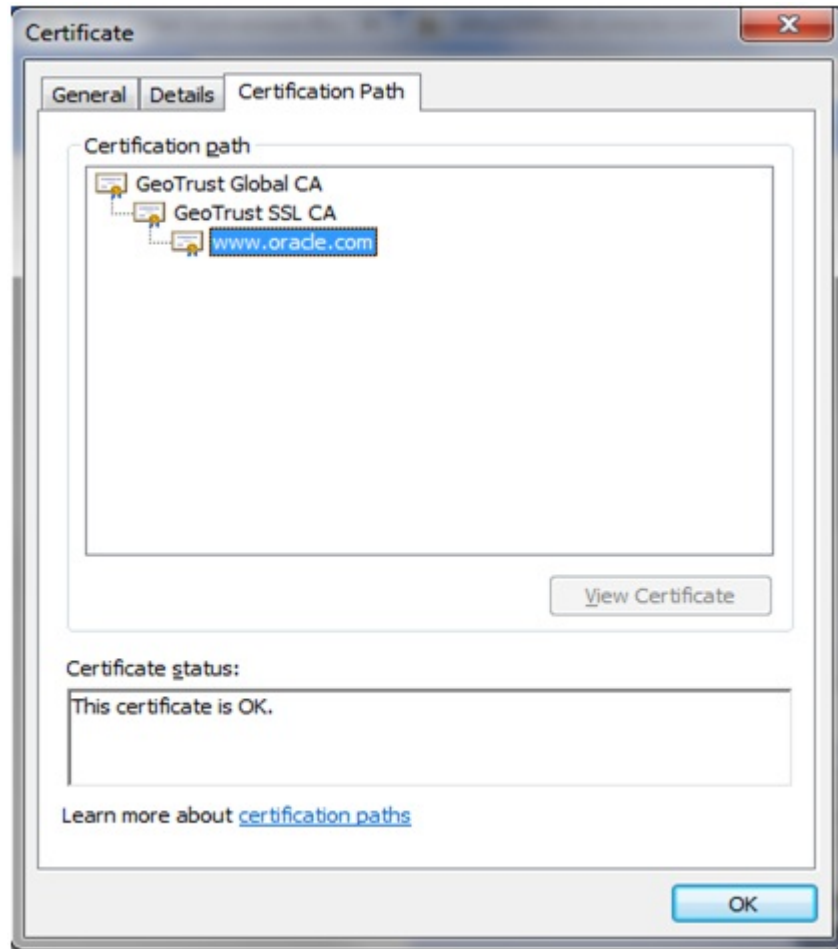 Certificate
General Details Certification Path
Certification path
GeoTrust Global CA
GeoTrust SSL CA
www.oracle.com
View Certificate
Certificate status:
This certificate is OK.
Learn more about certification paths
OK